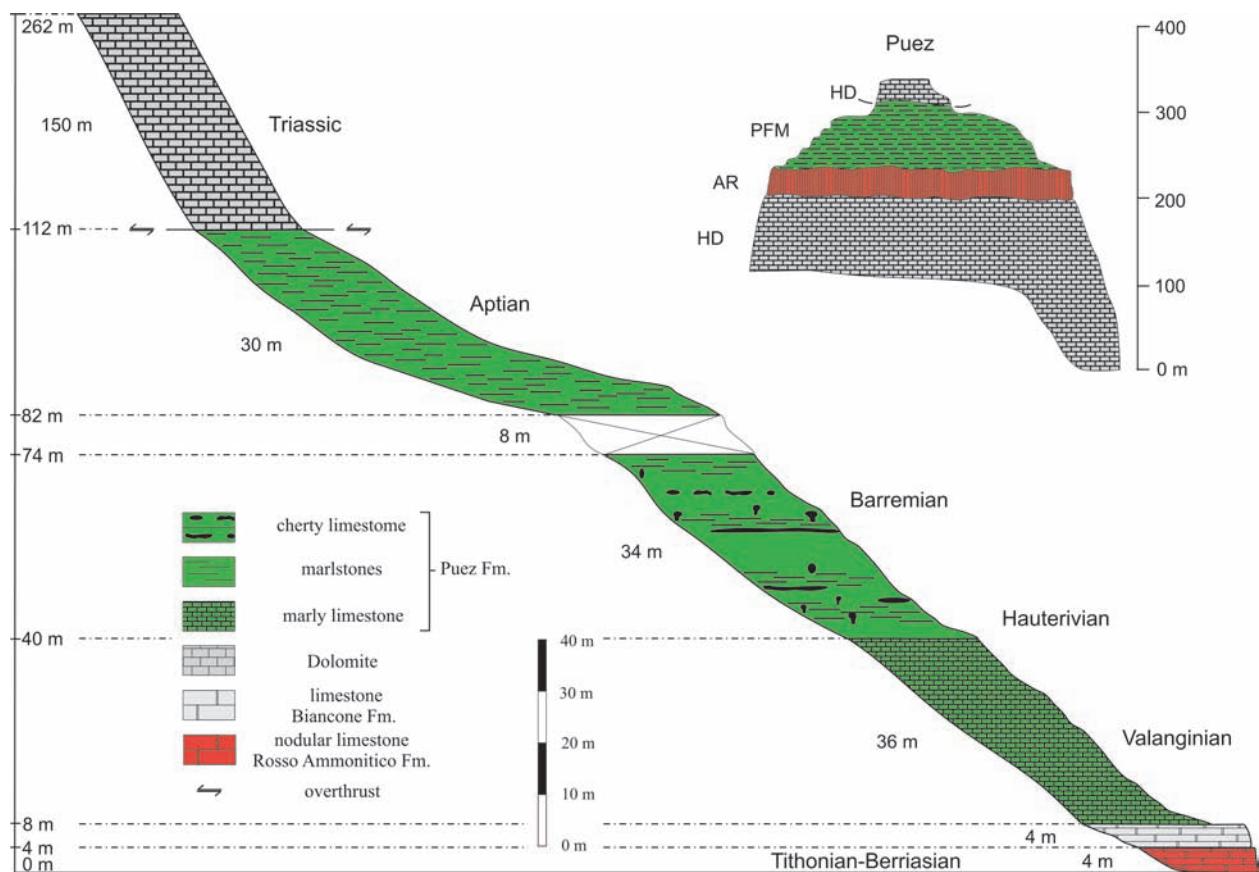 262 m
150 m
Triassic
112 m
Aptian
30 m
82 m
8 m
74 m
Barremian
34 m
Hauterivian
40 m
36 m
Valanginian
8 m
4 m
4 m
0 m
4 m
Tithonian-Berriasian
Puez
HD
PFM
AR
HD
400
300
200
100
0 m
cherty limestome
marlstones
Puez Fm.
marly limestone
Dolomite
limestone
Biancone Fm.
nodular limestone
Rosso Ammonitico Fm.
overthrust
40 m
30 m
20 m
10 m
0 m